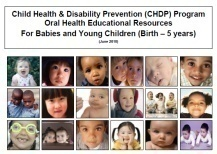 Child Health & Disability Prevention (CHDP) Program
Oral Health Educational Resources
For Babies and Young Children (Birth – 5 years)
(June 2010)